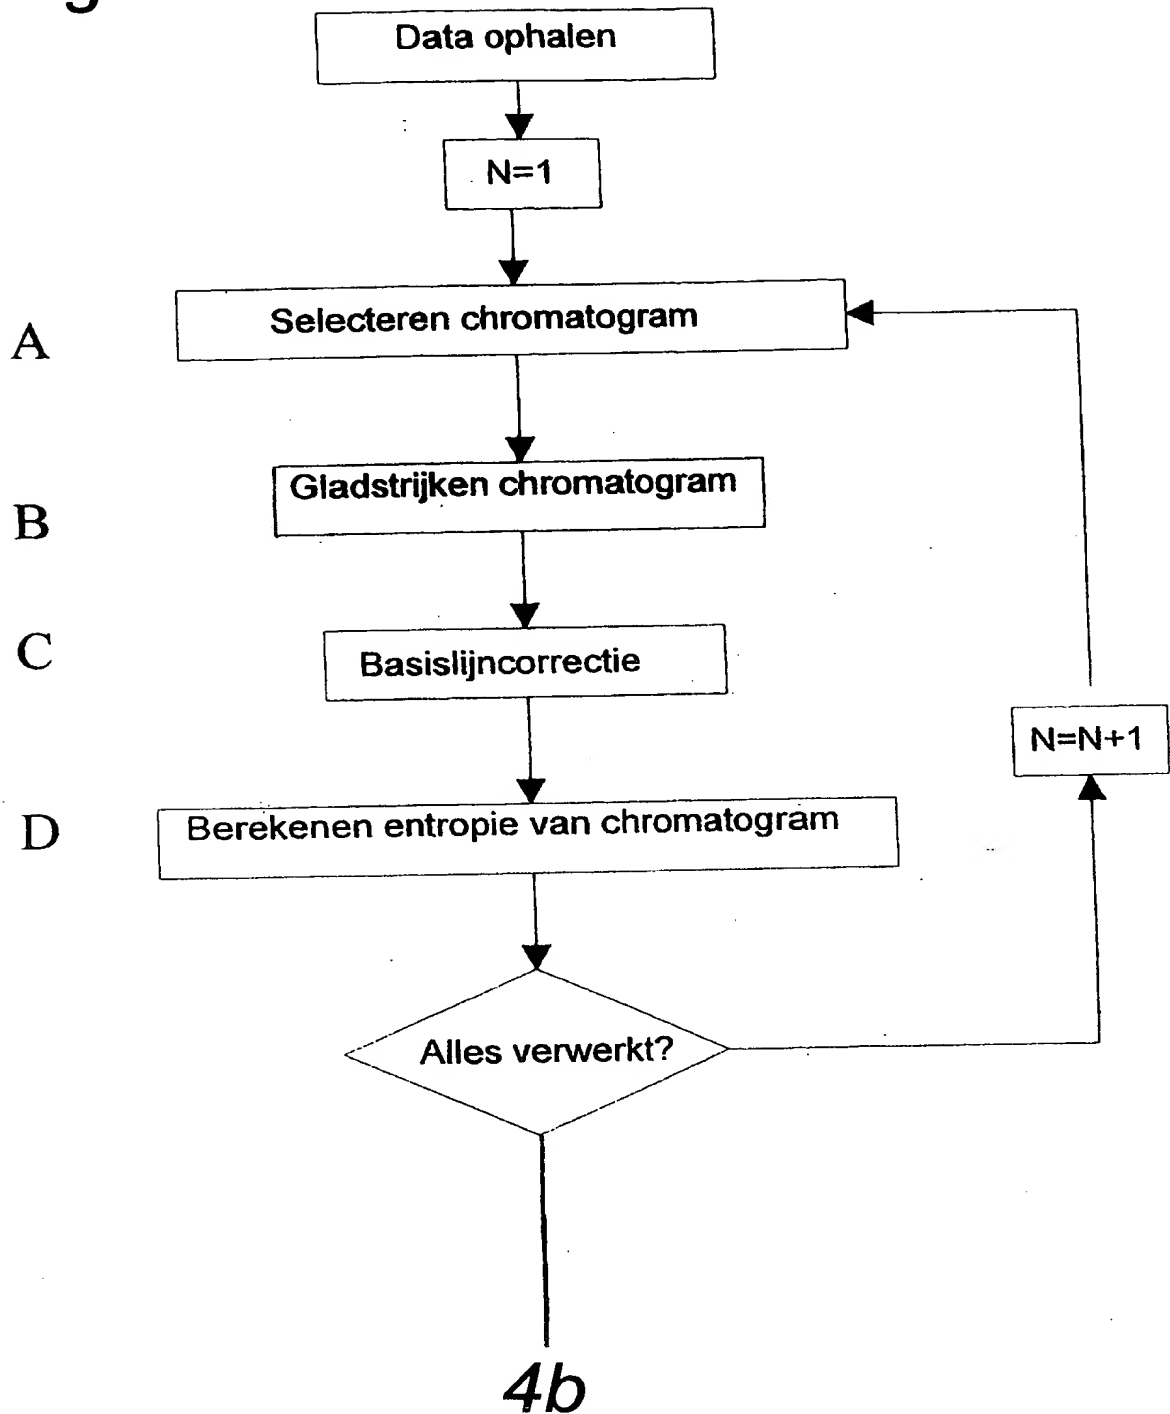 Data ophalen
N=1
A
Selecteren chromatogram
B
Gladstrijken chromatogram
C
Basislijncorrectie
N=N+1
D
Berekenen entropie van chromatogram
Alles verwerkt?
4b